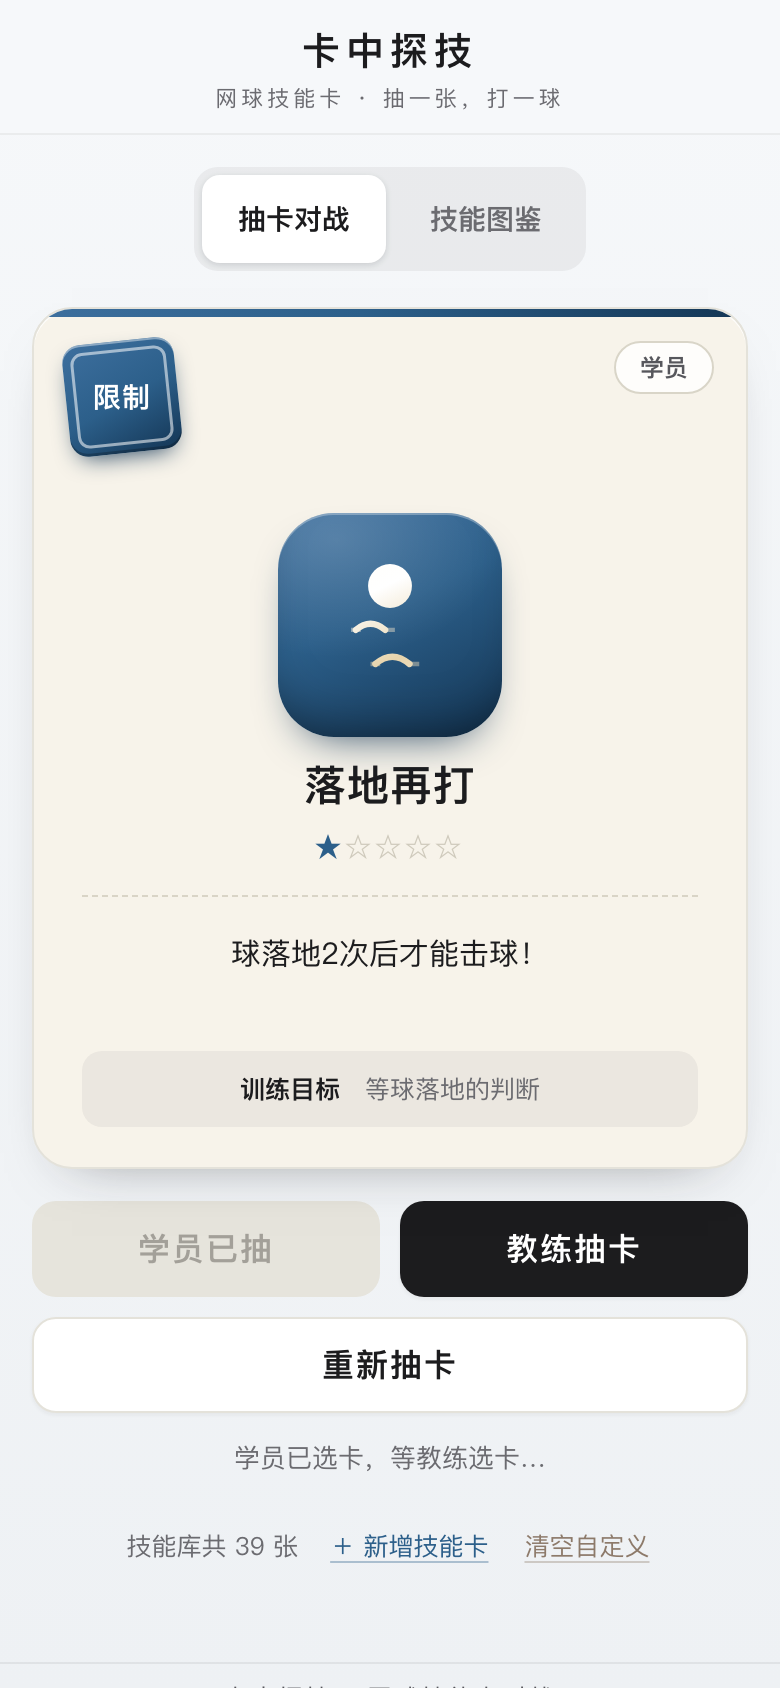 卡中探技
网球技能卡 · 抽一张，打一球
抽卡对战
技能图鉴
限制
学员
落地再打
★☆☆☆☆
球落地2次后才能击球！
训练目标 等球落地的判断
学员已抽
教练抽卡
重新抽卡
学员已选卡，等教练选卡…
技能库共 39 张 ＋ 新增技能卡 清空自定义